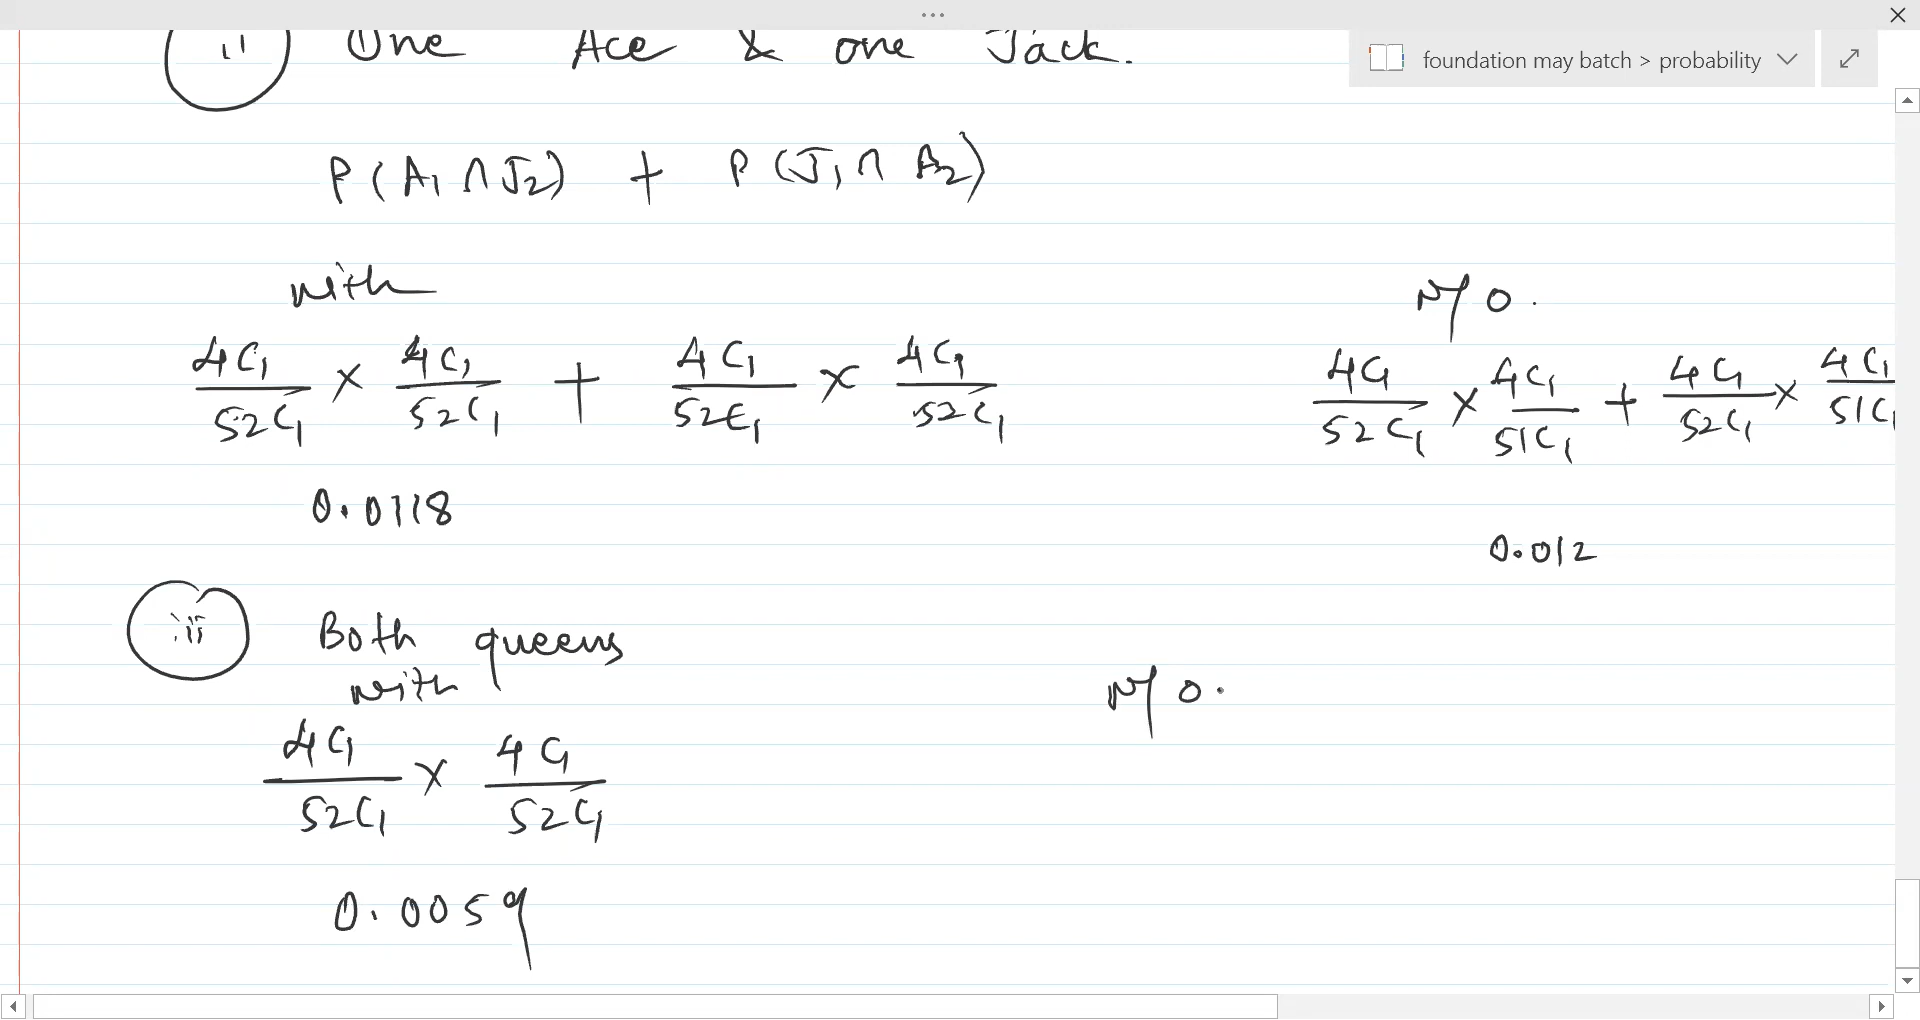 foundation may batch > probability
ii One Ace & one Jack.
P(A₁ ∩ J₂) + P(J₁ ∩ A₂)
with
4C₁/52C₁ × 4C₁/52C₁ + 4C₁/52C₁ × 4C₁/52C₁
0.0118
w/o.
4C₁/52C₁ × 4C₁/51C₁ + 4C₁/52C₁ × 4C₁/51C₁
0.012
iii Both queens
with
4C₁/52C₁ × 4C₁/52C₁
0.0059
w/o.